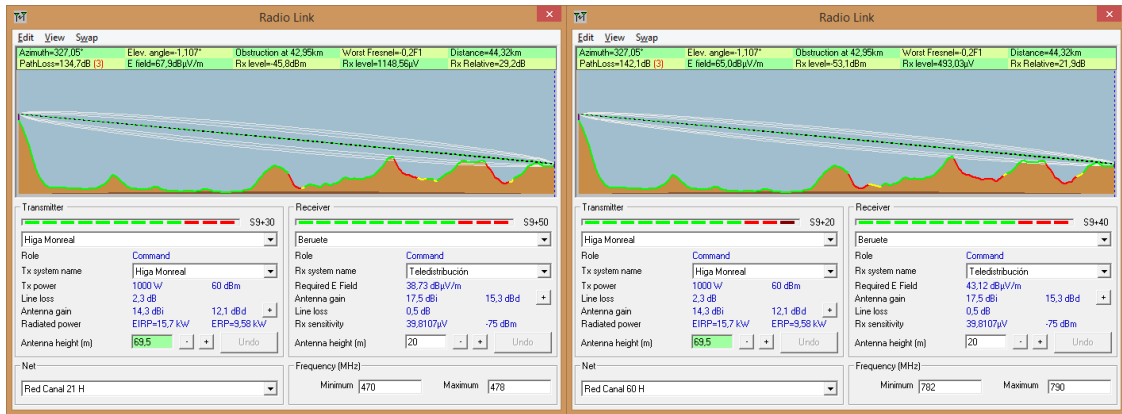 Radio Link
Edit View Swap
Azimuth=327,05° Elev. angle=-1,107° Obstruction at 42,95km Worst Fresnel=-0,2F1 Distance=44,32km
PathLoss=134,7dB (3) E field=67,9dBµV/m Rx level=-45,8dBm Rx level=1148,56µV Rx Relative=29,2dB
Transmitter
S9+30
Higa Monreal
Role Command
Tx system name Higa Monreal
Tx power 1000 W 60 dBm
Line loss 2,3 dB
Antenna gain 14,3 dBi 12,1 dBd +
Radiated power EIRP=15,7 kW ERP=9,58 kW
Antenna height (m) 69,5 - + Undo
Receiver
S9+50
Beruete
Role Command
Rx system name Teledistribución
Required E Field 38,73 dBµV/m
Antenna gain 17,5 dBi 15,3 dBd +
Line loss 0,5 dB
Rx sensitivity 39,8107µV -75 dBm
Antenna height (m) 20 - + Undo
Net
Red Canal 21 H
Frequency (MHz)
Minimum 470 Maximum 478
Radio Link
Edit View Swap
Azimuth=327,05° Elev. angle=-1,107° Obstruction at 42,95km Worst Fresnel=-0,2F1 Distance=44,32km
PathLoss=142,1dB (3) E field=65,0dBµV/m Rx level=-53,1dBm Rx level=493,03µV Rx Relative=21,9dB
Transmitter
S9+20
Higa Monreal
Role Command
Tx system name Higa Monreal
Tx power 1000 W 60 dBm
Line loss 2,3 dB
Antenna gain 14,3 dBi 12,1 dBd +
Radiated power EIRP=15,7 kW ERP=9,58 kW
Antenna height (m) 69,5 - + Undo
Receiver
S9+40
Beruete
Role Command
Rx system name Teledistribución
Required E Field 43,12 dBµV/m
Antenna gain 17,5 dBi 15,3 dBd +
Line loss 0,5 dB
Rx sensitivity 39,8107µV -75 dBm
Antenna height (m) 20 - + Undo
Net
Red Canal 60 H
Frequency (MHz)
Minimum 782 Maximum 790